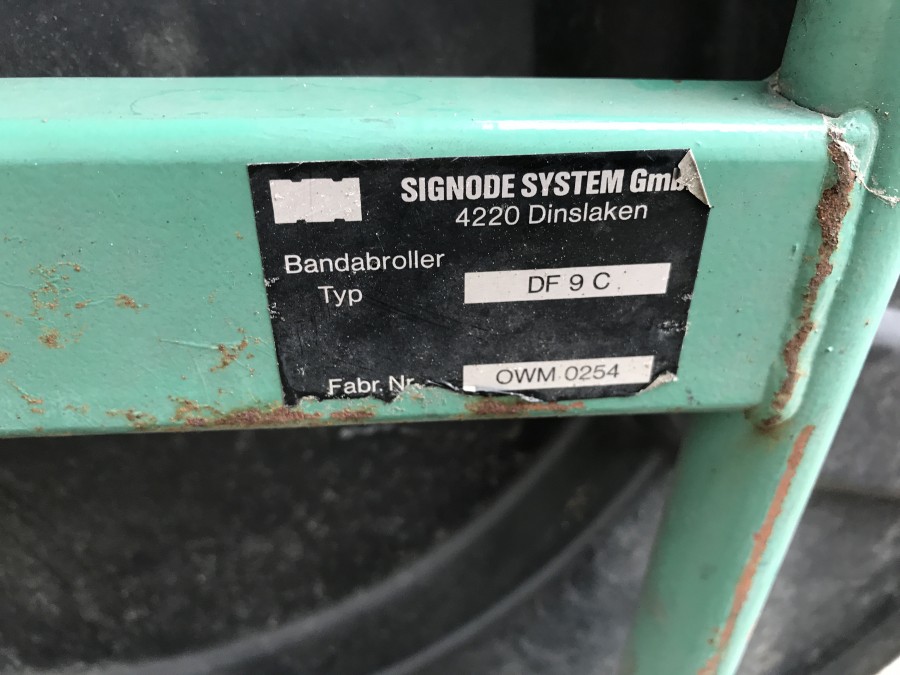 SIGNODE SYSTEM Gmb
4220 Dinslaken
Bandabroller
Typ DF 9 C
Fabr. Nr. OWM 0254